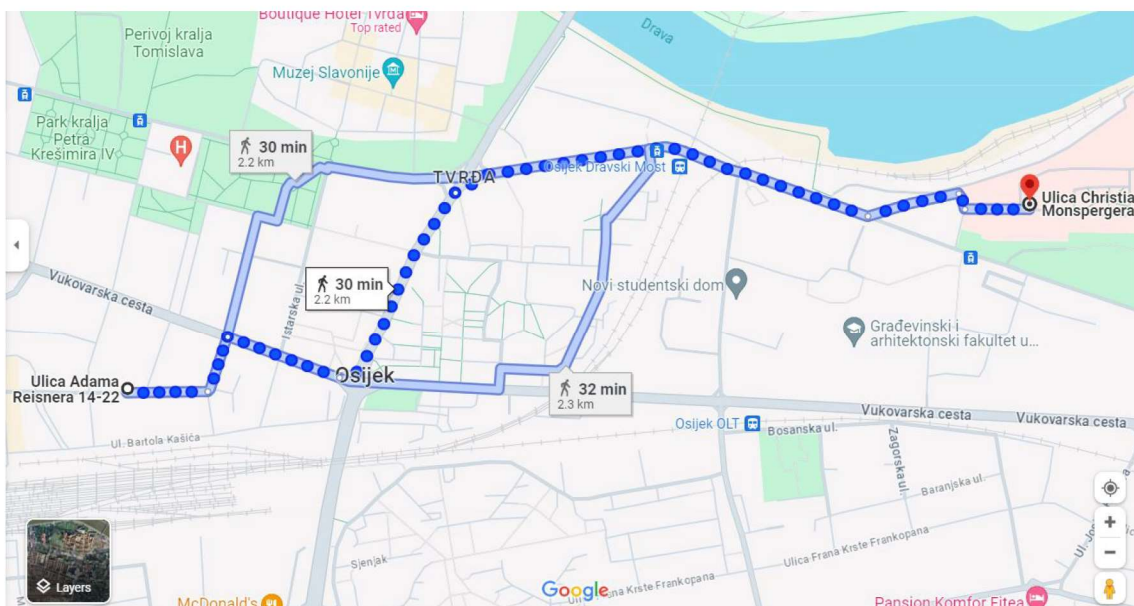 Boutique Hotel Tvrđa
Top rated
Perivoj kralja
Tomislava
Drava
Muzej Slavonije
Park kralja
Petra
Krešimira IV
H
30 min
2.2 km
TVRĐA
Osijek Dravski Most
Ulica Christia
Monspergera
30 min
2.2 km
Istarska ul.
Vukovarska cesta
Novi studentski dom
Građevinski i
arhitektonski fakultet u...
Ulica Adama
Reisnera 14-22
Osijek
32 min
2.3 km
Vukovarska cesta
Vukovarska cesta
Osijek OLT
Bosanska ul.
Ul. Bartola Kašića
Zagorska ul.
Baranjska ul.
Ulica Frana Krste Frankopana
Sjenjak
Layers
Google
Frana Krste Frankopana
McDonald's
Pansion Komfor Eitea